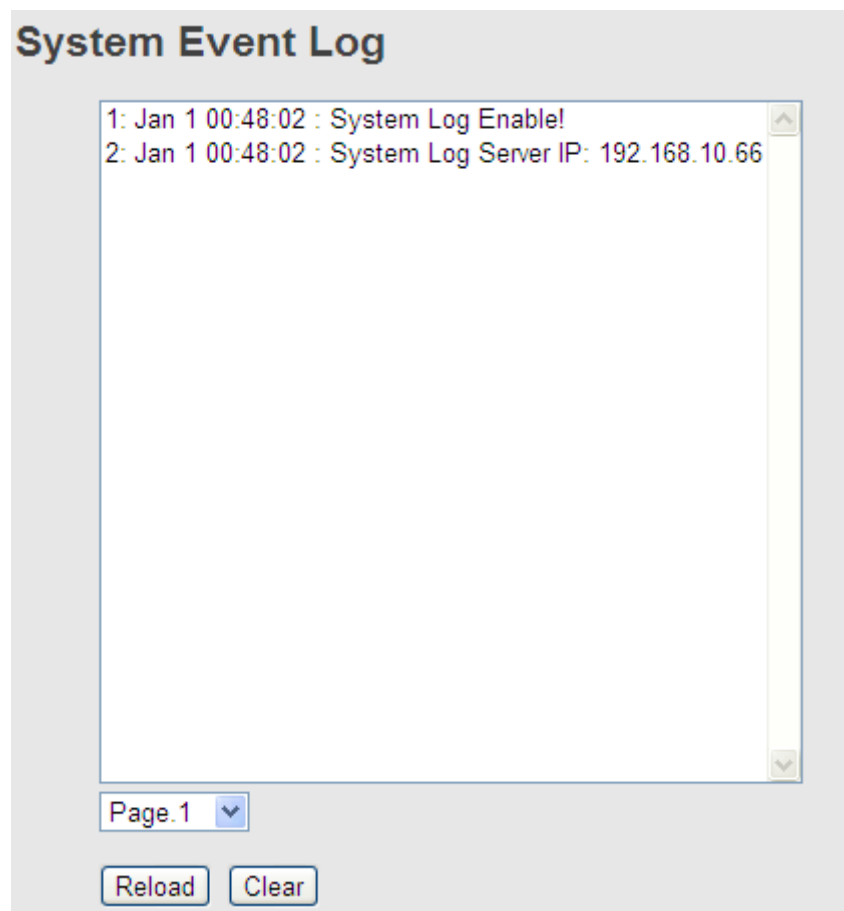 System Event Log
1: Jan 1 00:48:02 : System Log Enable!
2: Jan 1 00:48:02 : System Log Server IP: 192.168.10.66
Page.1
Reload Clear